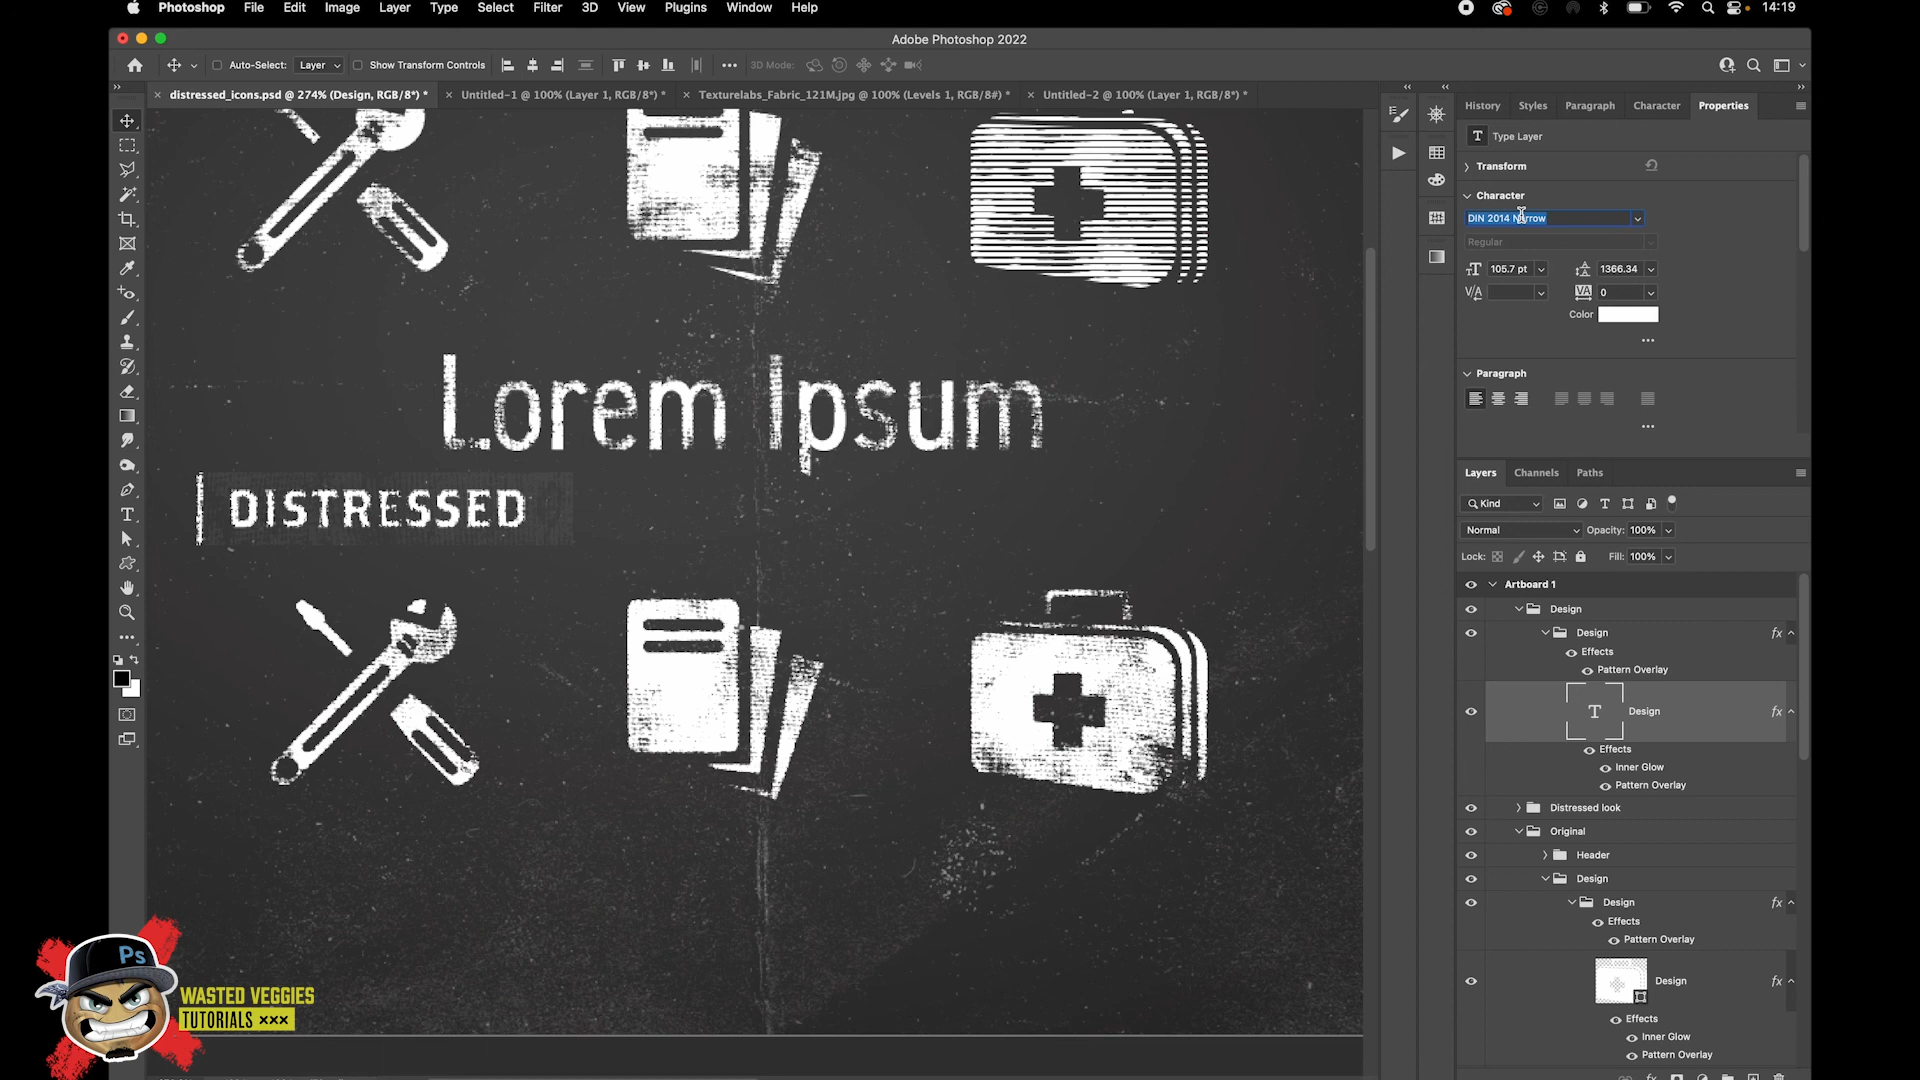 Photoshop File Edit Image Layer Type Select Filter 3D View Plugins Window Help 14:19
Adobe Photoshop 2022
Auto-Select: Layer Show Transform Controls 3D Mode:
distressed_icons.psd @ 274% (Design, RGB/8*) * Untitled-1 @ 100% (Layer 1, RGB/8*) * Texturelabs_Fabric_121M.jpg @ 100% (Levels 1, RGB/8#) * Untitled-2 @ 100% (Layer 1, RGB/8*) *
History Styles Paragraph Character Properties
T Type Layer
Transform
Character
DIN 2014 Narrow
Regular
105.7 pt 1366.34
0
Color
Paragraph
Lorem Ipsum
DISTRESSED
Layers Channels Paths
Kind
Normal Opacity: 100%
Lock: Fill: 100%
Artboard 1
Design
Design fx
Effects
Pattern Overlay
T Design fx
Effects
Inner Glow
Pattern Overlay
Distressed look
Original
Header
Design
Design fx
Effects
Pattern Overlay
Design fx
Effects
Inner Glow
Pattern Overlay
Ps
WASTED VEGGIES
TUTORIALS xxx